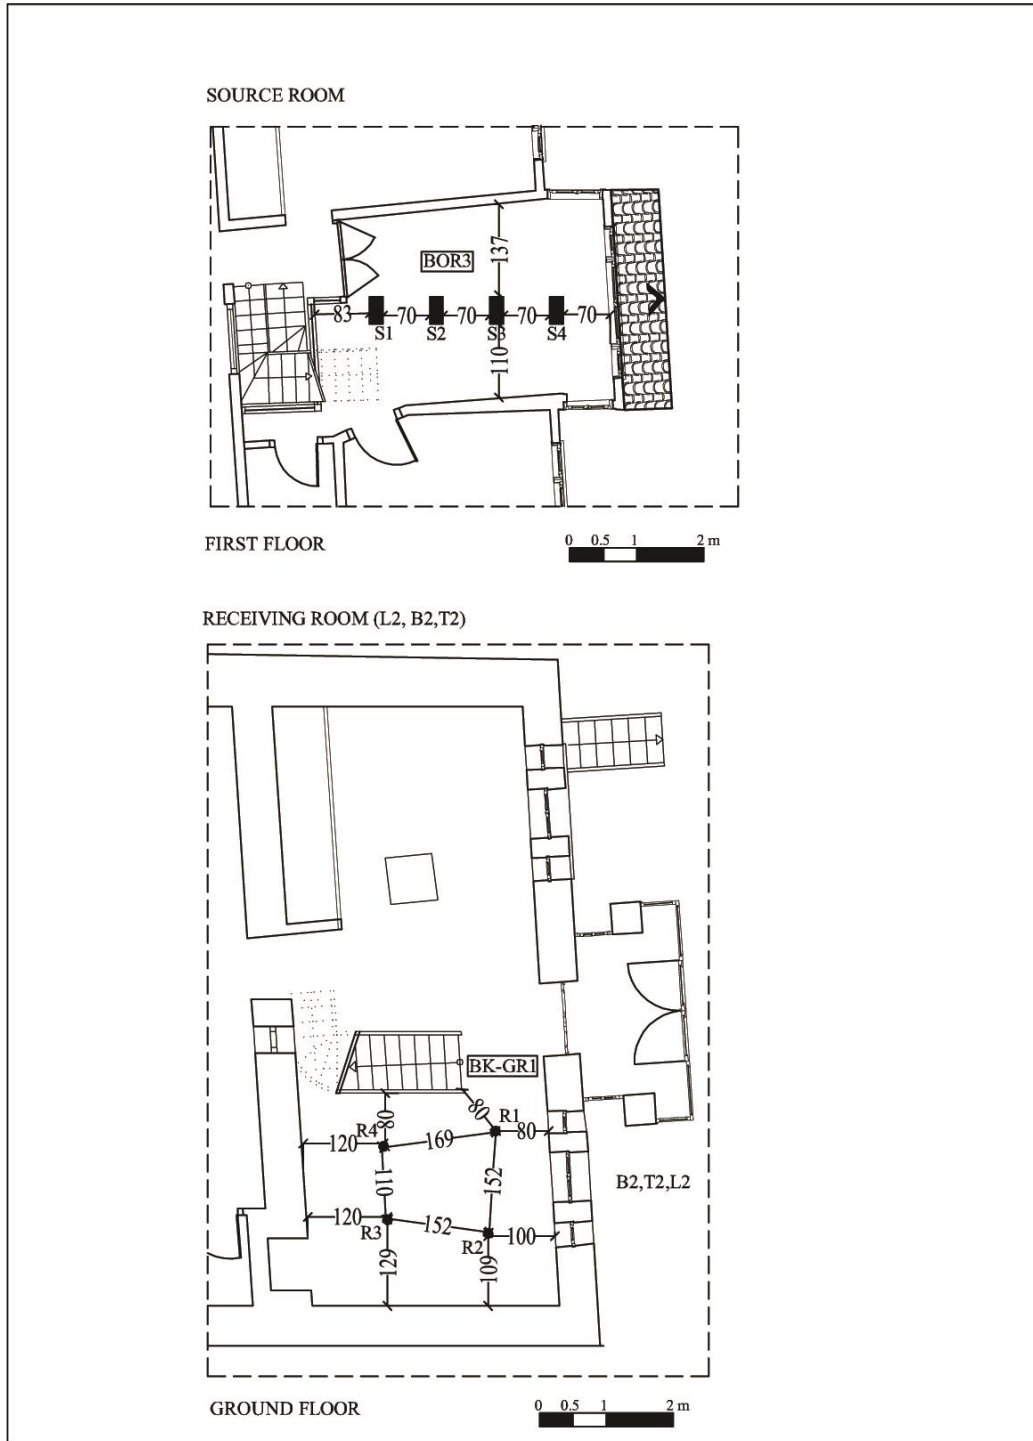 SOURCE ROOM
137
BOR3
83
70
70
70
70
S1
S2
S3
S4
110
FIRST FLOOR
0 0.5 1 2 m
RECEIVING ROOM (L2, B2,T2)
BK-GR1
80
80
R1
R4
120
169
80
110
152
B2,T2,L2
120
R3
152
R2
100
129
109
GROUND FLOOR
0 0.5 1 2 m